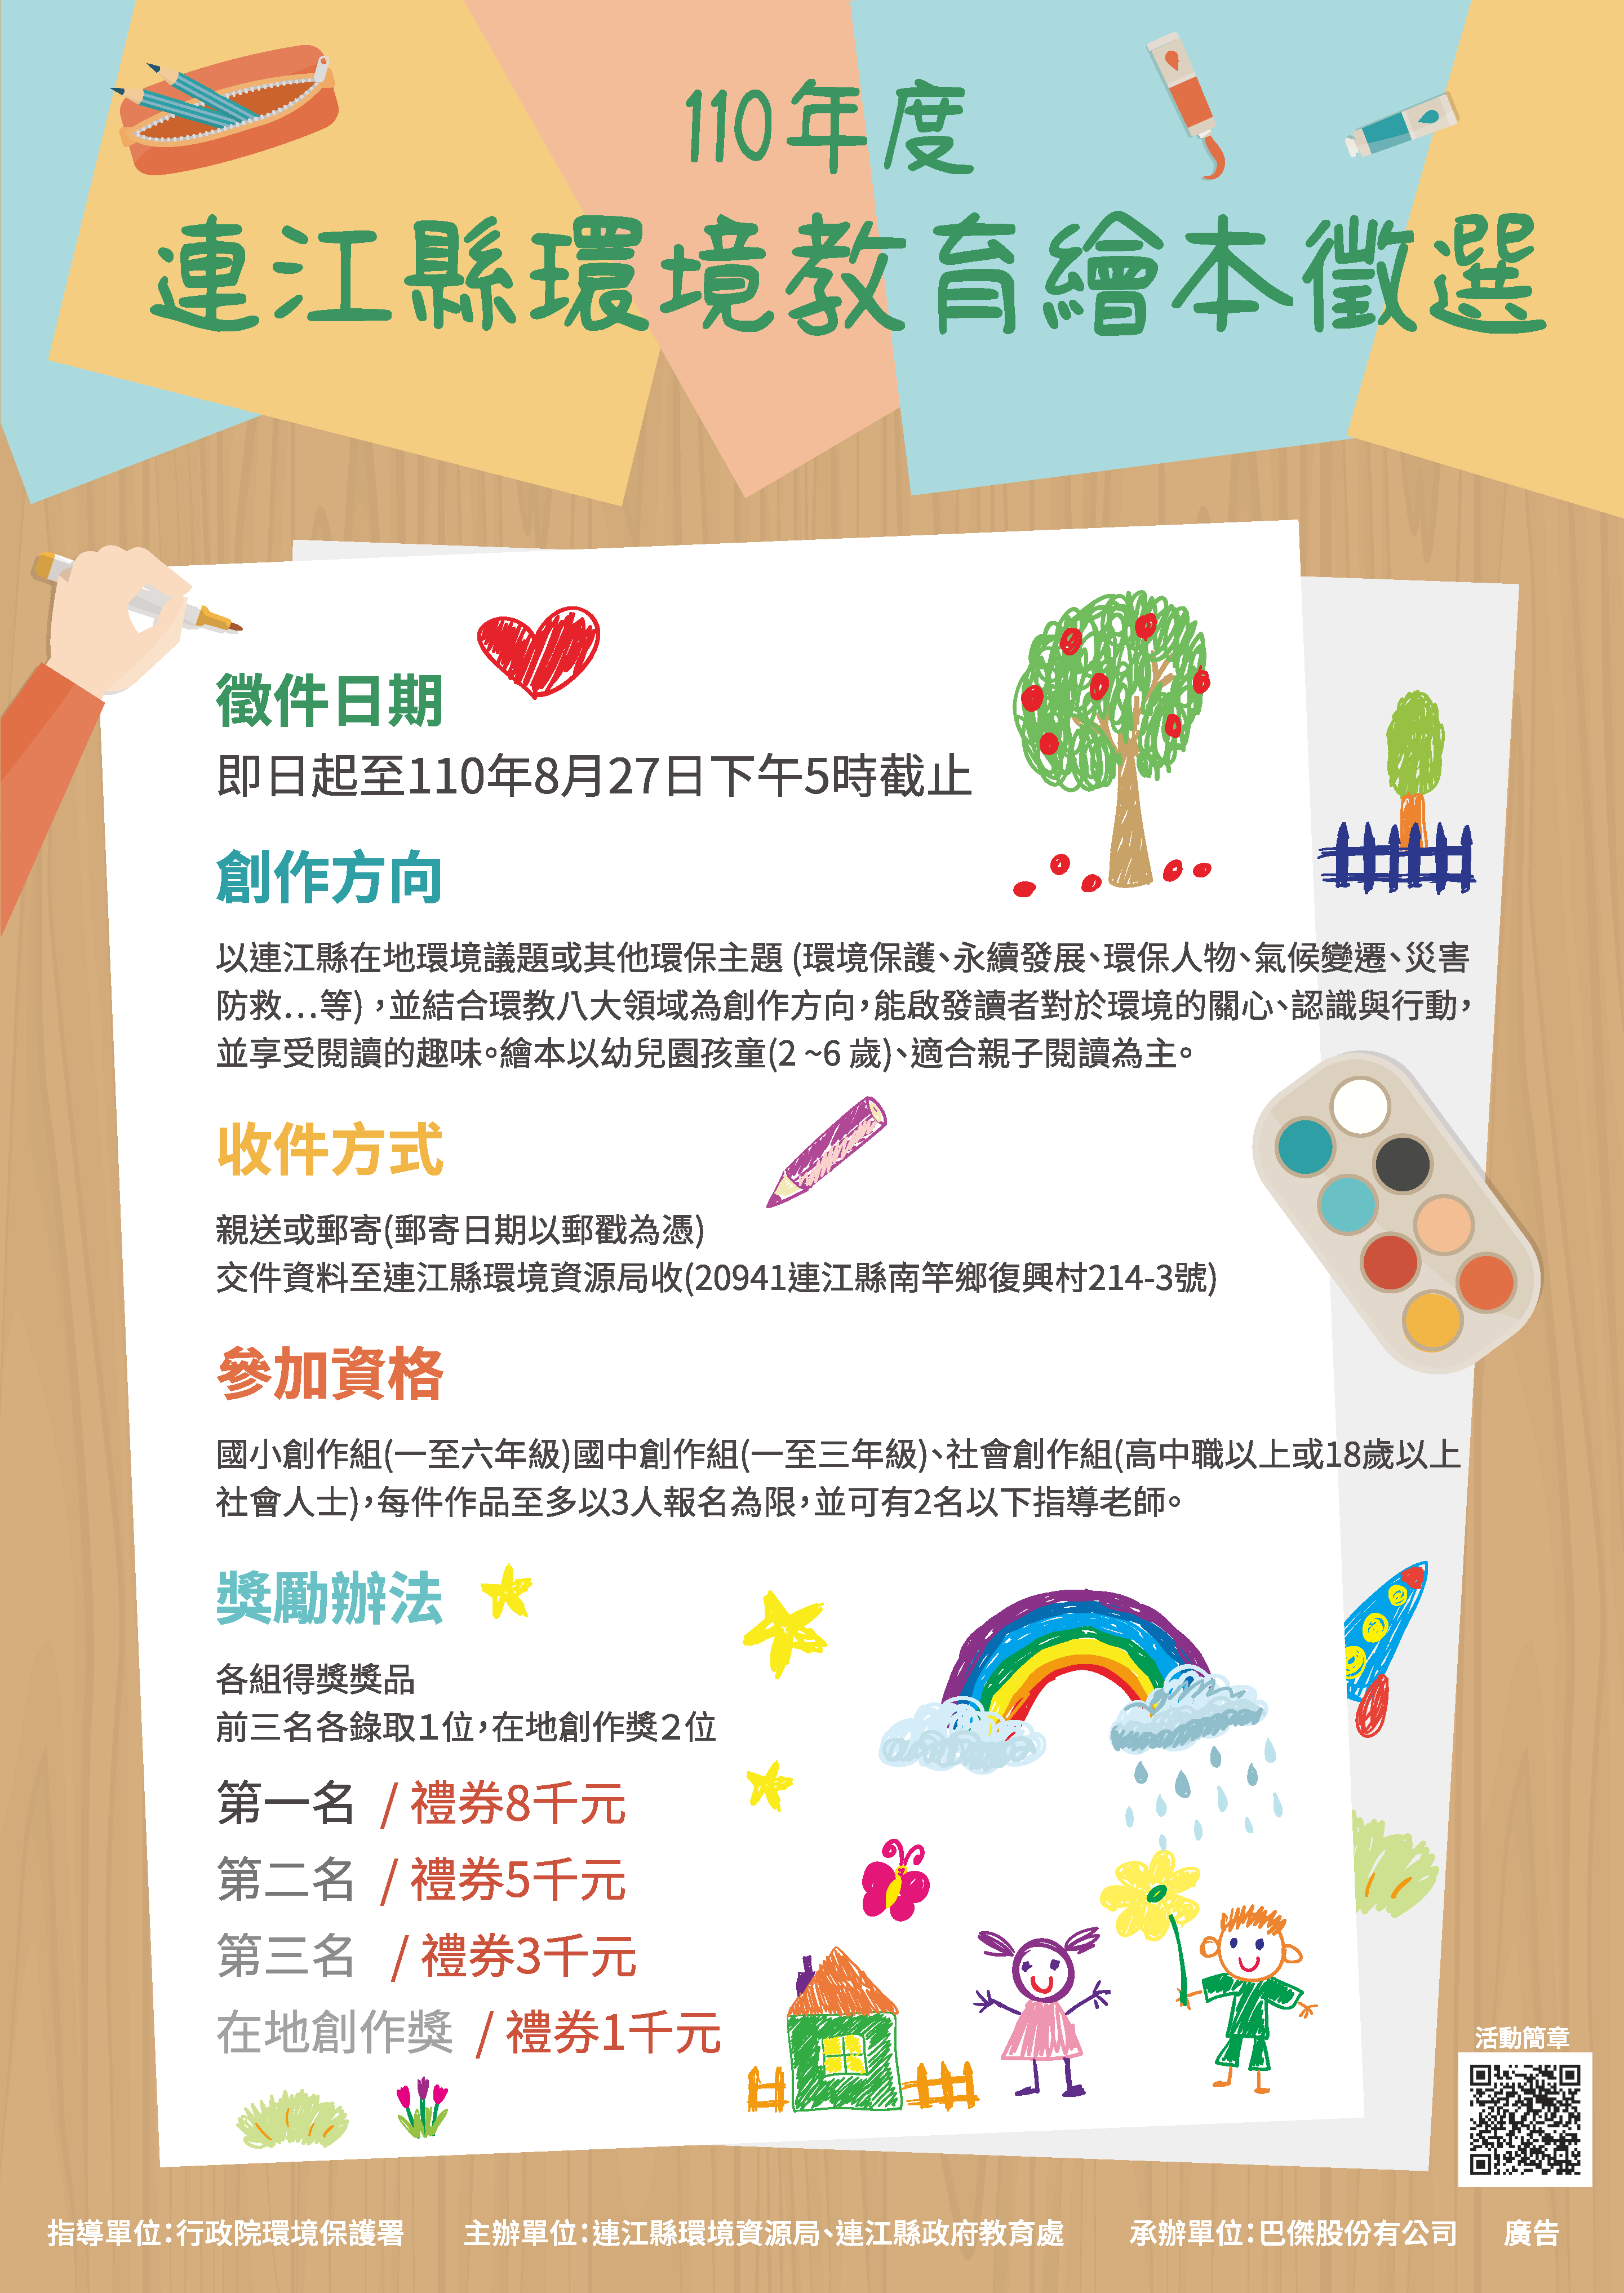 110年度
連江縣環境教育繪本徵選
徵件日期
即日起至110年8月27日下午5時截止
創作方向
以連江縣在地環境議題或其他環保主題 (環境保護、永續發展、環保人物、氣候變遷、災害
防救…等) ，並結合環教八大領域為創作方向，能啟發讀者對於環境的關心、認識與行動，
並享受閱讀的趣味。繪本以幼兒園孩童(2 ~6 歲)、適合親子閱讀為主。
收件方式
親送或郵寄(郵寄日期以郵戳為憑)
交件資料至連江縣環境資源局收(20941連江縣南竿鄉復興村214-3號)
參加資格
國小創作組(一至六年級)國中創作組(一至三年級)、社會創作組(高中職以上或18歲以上
社會人士)，每件作品至多以3人報名為限，並可有2名以下指導老師。
獎勵辦法
各組得獎獎品
前三名各錄取１位，在地創作獎２位
第一名 / 禮券8千元
第二名 / 禮券5千元
第三名 / 禮券3千元
在地創作獎 / 禮券1千元
活動簡章
指導單位：行政院環境保護署 主辦單位：連江縣環境資源局、連江縣政府教育處 承辦單位：巴傑股份有公司 廣告